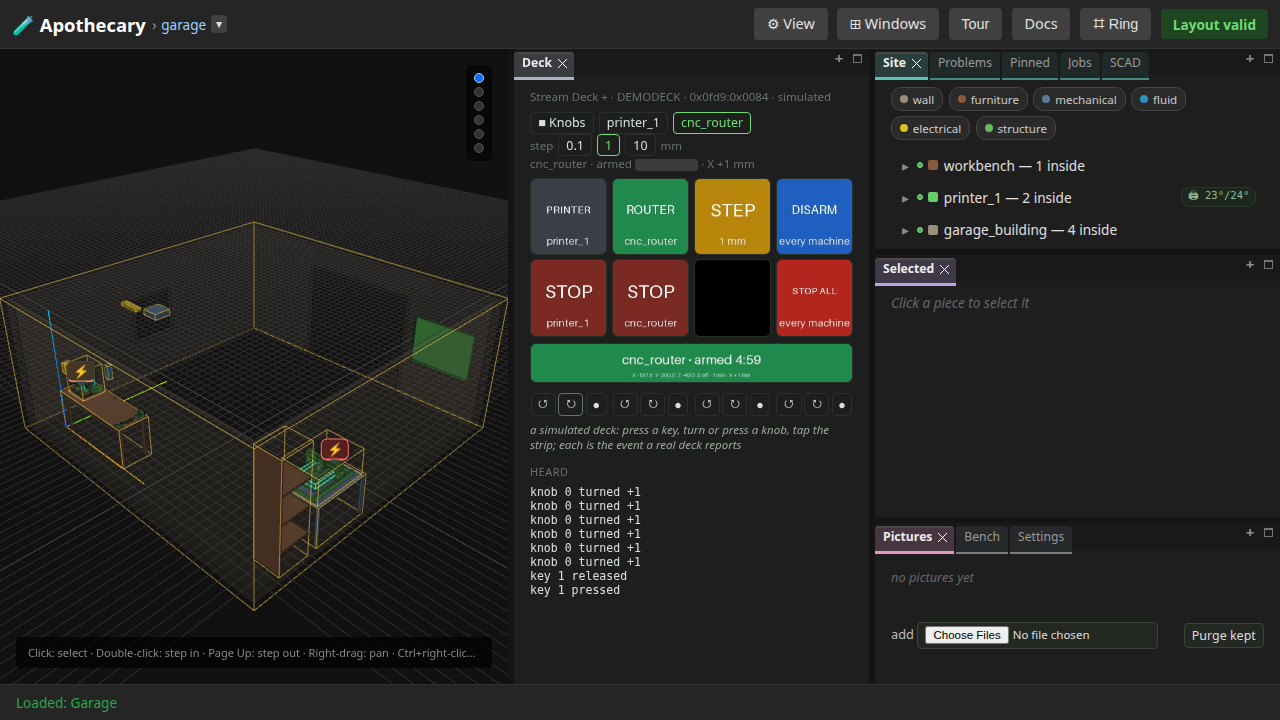 Apothecary › garage ▾
⚙ View
⊞ Windows
Tour
Docs
⌗ Ring
Layout valid
Deck
Stream Deck + · DEMODECK · 0x0fd9:0x0084 · simulated
■ Knobs printer_1 cnc_router
step 0.1 1 10 mm
cnc_router · armed · X +1 mm
PRINTER
printer_1
ROUTER
cnc_router
STEP
1 mm
DISARM
every machine
STOP
printer_1
STOP
cnc_router
STOP ALL
every machine
cnc_router · armed 4:59
a simulated deck: press a key, turn or press a knob, tap the
strip; each is the event a real deck reports
HEARD
knob 0 turned +1
knob 0 turned +1
knob 0 turned +1
knob 0 turned +1
knob 0 turned +1
knob 0 turned +1
key 1 released
key 1 pressed
Site Problems Pinned Jobs SCAD
wall furniture mechanical fluid
electrical structure
workbench — 1 inside
printer_1 — 2 inside 23°/24°
garage_building — 4 inside
Selected
Click a piece to select it
Pictures Bench Settings
no pictures yet
add Choose Files No file chosen Purge kept
Click: select · Double-click: step in · Page Up: step out · Right-drag: pan · Ctrl+right-clic…
Loaded: Garage